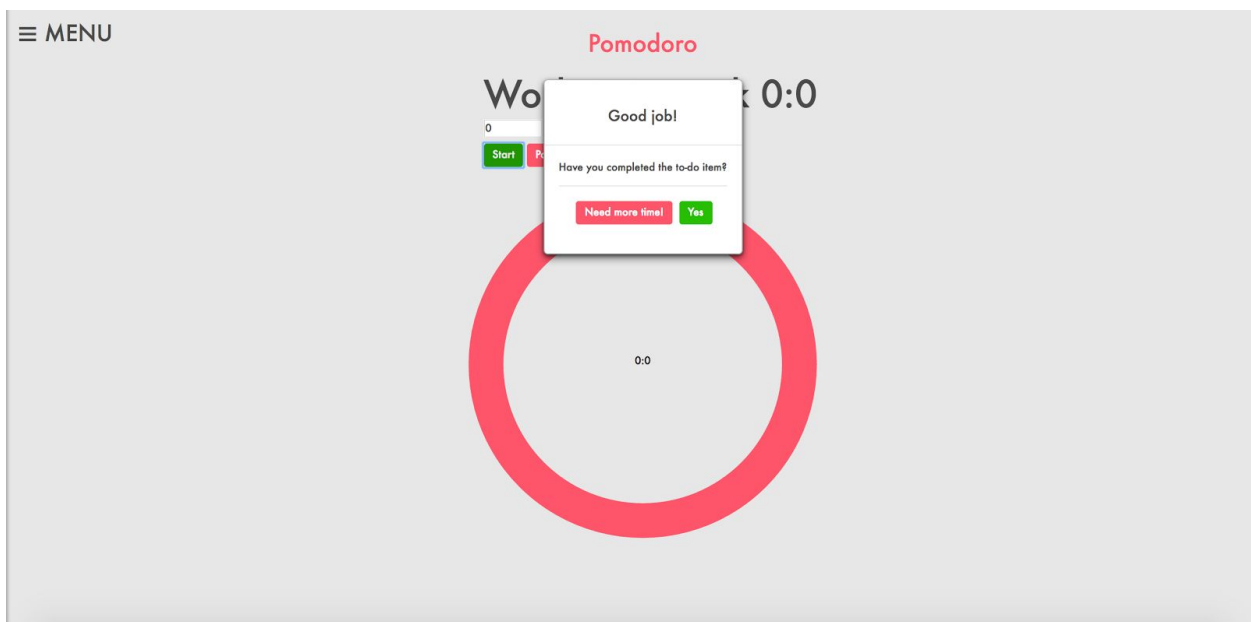 ≡ MENU
Pomodoro
0:0
Good job!
0
Start
Have you completed the to-do item?
Need more time! Yes
0:0